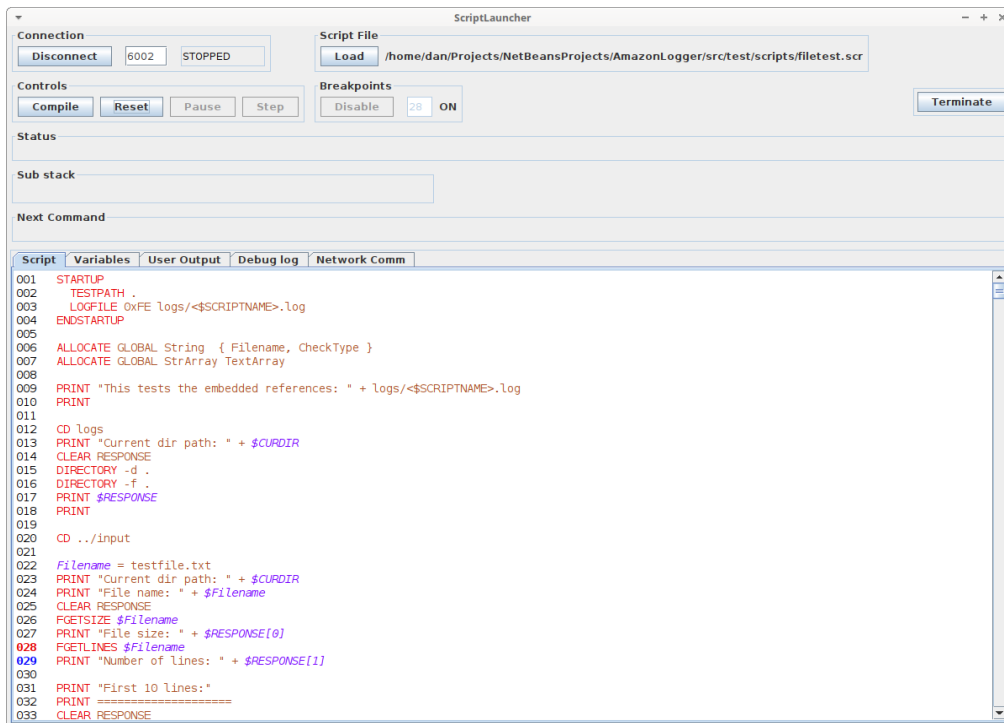 ScriptLauncher
Connection
Disconnect 6002 STOPPED
Script File
Load /home/dan/Projects/NetBeansProjects/AmazonLogger/src/test/scripts/filetest.scr
Controls
Compile Reset Pause Step
Breakpoints
Disable 28 ON
Terminate
Status
Sub stack
Next Command
Script Variables User Output Debug log Network Comm
001 STARTUP
002 TESTPATH .
003 LOGFILE 0xFE logs/<$SCRIPTNAME>.log
004 ENDSTARTUP
005
006 ALLOCATE GLOBAL String { Filename, CheckType }
007 ALLOCATE GLOBAL StrArray TextArray
008
009 PRINT "This tests the embedded references: " + logs/<$SCRIPTNAME>.log
010 PRINT
011
012 CD logs
013 PRINT "Current dir path: " + $CURDIR
014 CLEAR RESPONSE
015 DIRECTORY -d .
016 DIRECTORY -f .
017 PRINT $RESPONSE
018 PRINT
019
020 CD ../input
021
022 Filename = testfile.txt
023 PRINT "Current dir path: " + $CURDIR
024 PRINT "File name: " + $Filename
025 CLEAR RESPONSE
026 FGETSIZE $Filename
027 PRINT "File size: " + $RESPONSE[0]
028 FGETLINES $Filename
029 PRINT "Number of lines: " + $RESPONSE[1]
030
031 PRINT "First 10 lines:"
032 PRINT ====================
033 CLEAR RESPONSE